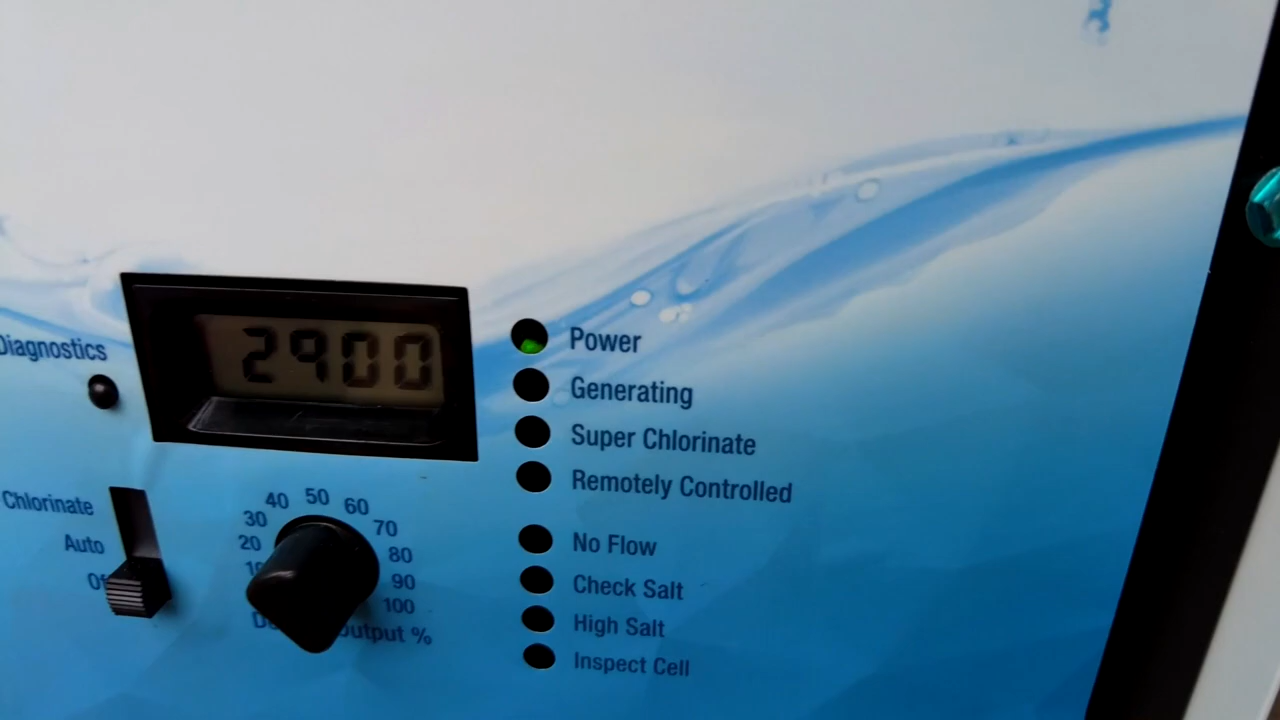 Diagnostics
2900
Power
Generating
Super Chlorinate
Remotely Controlled
Chlorinate
Auto
40 50 60
30 70
20 80
90
100
Output %
No Flow
Check Salt
High Salt
Inspect Cell